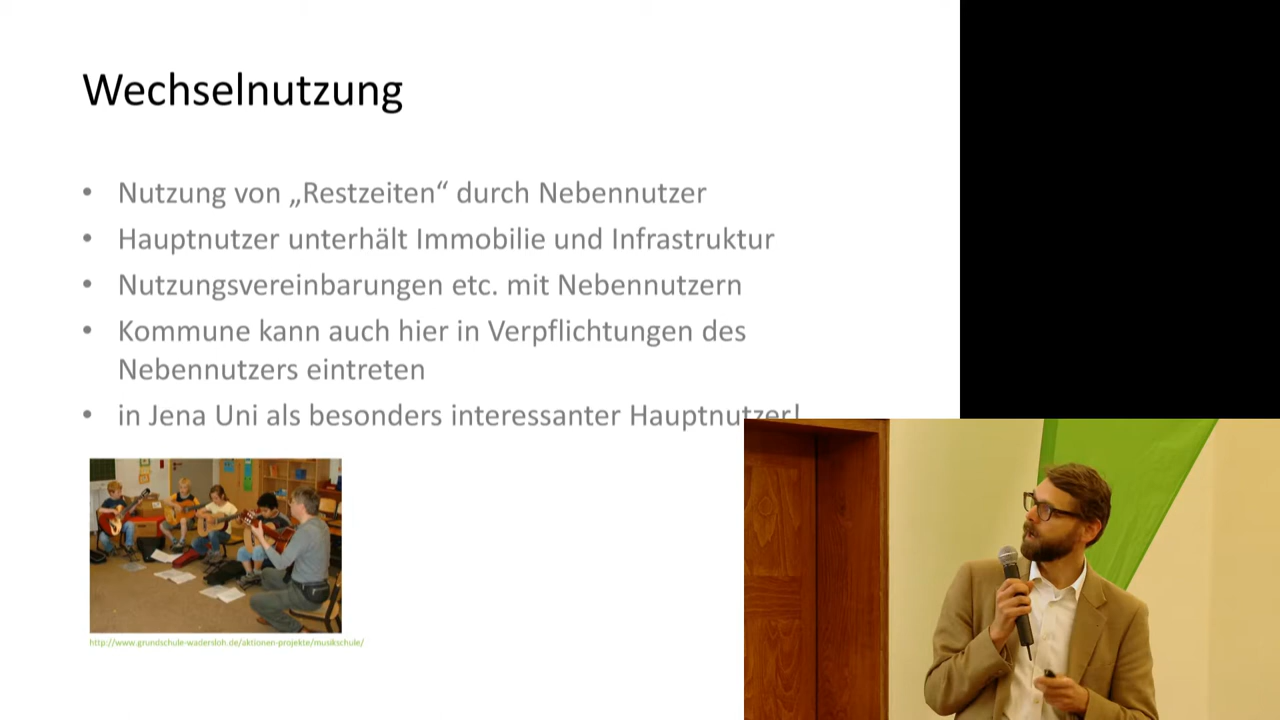 Wechselnutzung
• Nutzung von „Restzeiten“ durch Nebennutzer
• Hauptnutzer unterhält Immobilie und Infrastruktur
• Nutzungsvereinbarungen etc. mit Nebennutzern
• Kommune kann auch hier in Verpflichtungen des
Nebennutzers eintreten
• in Jena Uni als besonders interessanter Hauptnutzer!
http://www.grundschule-wadersloh.de/aktionen-projekte/musikschule/